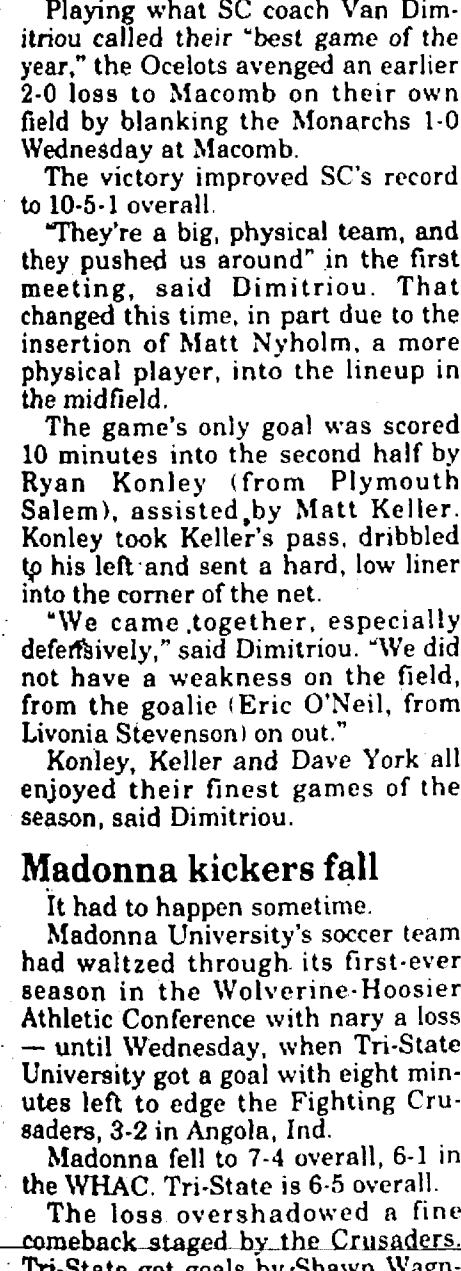 Playing what SC coach Van Dim-
itriou called their "best game of the
year," the Ocelots avenged an earlier
2-0 loss to Macomb on their own
field by blanking the Monarchs 1-0
Wednesday at Macomb.
The victory improved SC's record
to 10-5-1 overall.
"They're a big, physical team, and
they pushed us around" in the first
meeting, said Dimitriou. That
changed this time, in part due to the
insertion of Matt Nyholm, a more
physical player, into the lineup in
the midfield.
The game's only goal was scored
10 minutes into the second half by
Ryan Konley (from Plymouth
Salem), assisted by Matt Keller.
Konley took Keller's pass, dribbled
to his left and sent a hard, low liner
into the corner of the net.
"We came together, especially
defensively," said Dimitriou. "We did
not have a weakness on the field,
from the goalie (Eric O'Neil, from
Livonia Stevenson) on out."
Konley, Keller and Dave York all
enjoyed their finest games of the
season, said Dimitriou.
Madonna kickers fall
It had to happen sometime.
Madonna University's soccer team
had waltzed through its first-ever
season in the Wolverine-Hoosier
Athletic Conference with nary a loss
— until Wednesday, when Tri-State
University got a goal with eight min-
utes left to edge the Fighting Cru-
saders, 3-2 in Angola, Ind.
Madonna fell to 7-4 overall, 6-1 in
the WHAC. Tri-State is 6-5 overall.
The loss overshadowed a fine
comeback staged by the Crusaders.
Tri-State got goals by Shawn Wagn-